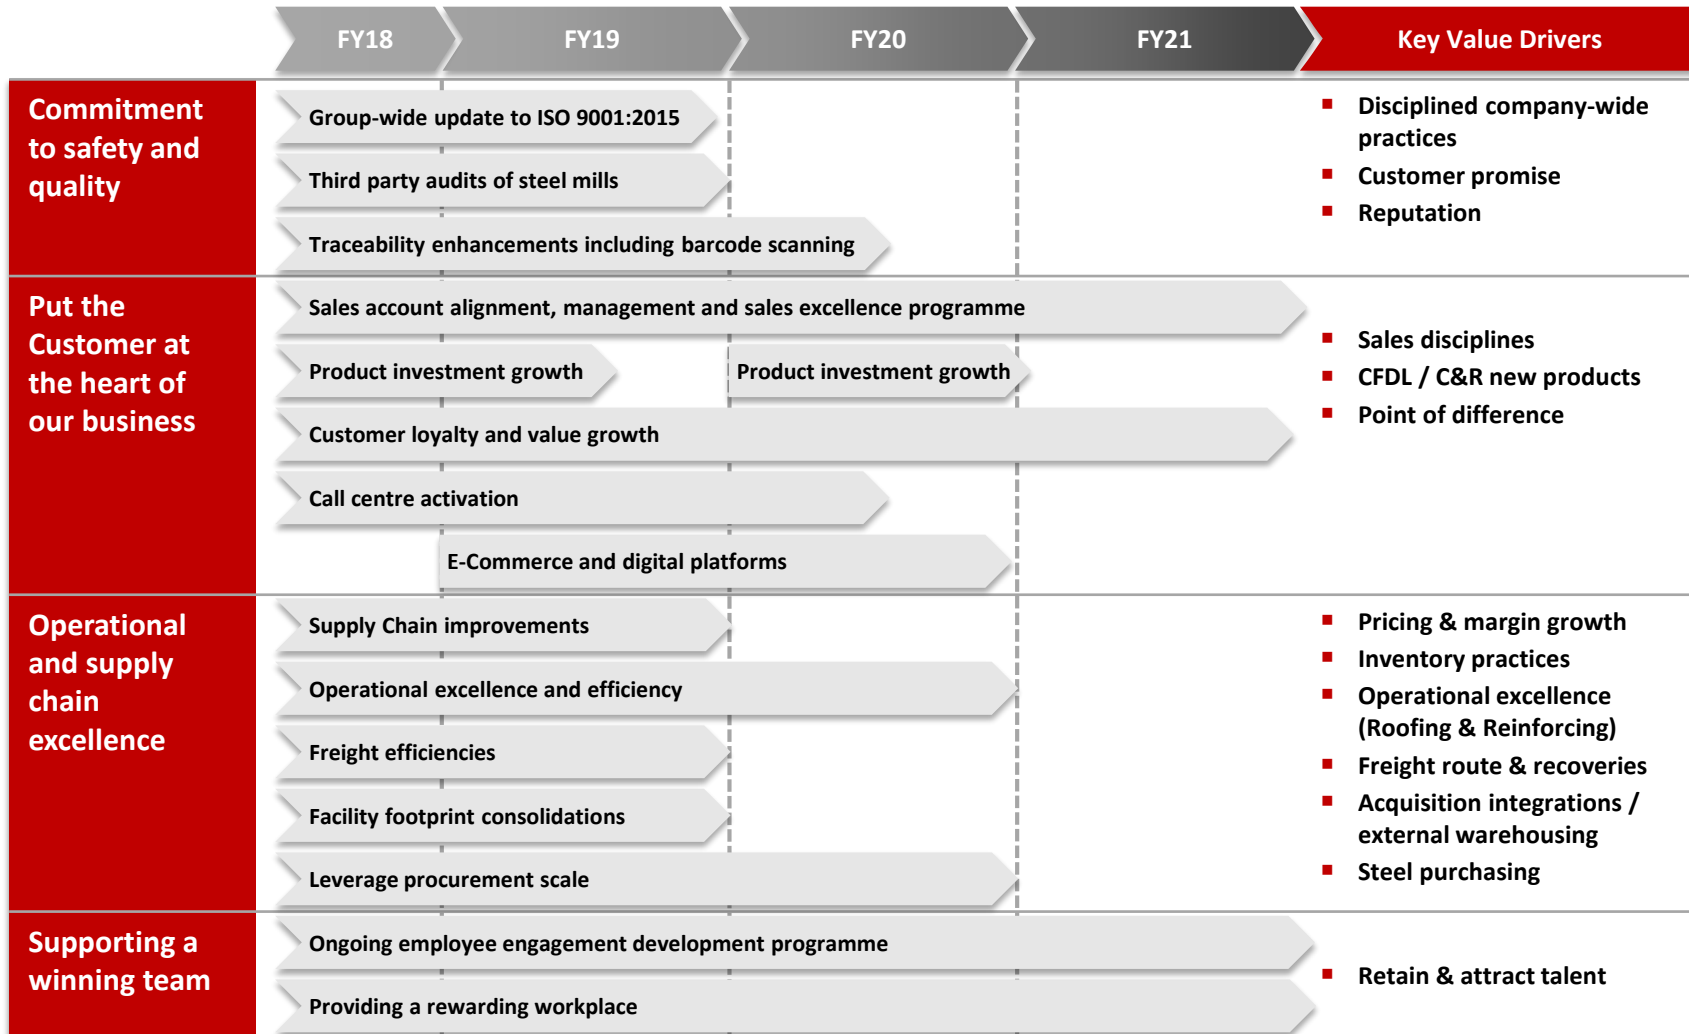 FY18
FY19
FY20
FY21
Key Value Drivers
Commitment
to safety and
quality
Group-wide update to ISO 9001:2015
Third party audits of steel mills
Traceability enhancements including barcode scanning
▪ Disciplined company-wide
practices
▪ Customer promise
▪ Reputation
Put the
Customer at
the heart of
our business
Sales account alignment, management and sales excellence programme
Product investment growth
Product investment growth
Customer loyalty and value growth
Call centre activation
E-Commerce and digital platforms
▪ Sales disciplines
▪ CFDL / C&R new products
▪ Point of difference
Operational
and supply
chain
excellence
Supply Chain improvements
Operational excellence and efficiency
Freight efficiencies
Facility footprint consolidations
Leverage procurement scale
▪ Pricing & margin growth
▪ Inventory practices
▪ Operational excellence
(Roofing & Reinforcing)
▪ Freight route & recoveries
▪ Acquisition integrations /
external warehousing
▪ Steel purchasing
Supporting a
winning team
Ongoing employee engagement development programme
Providing a rewarding workplace
▪ Retain & attract talent